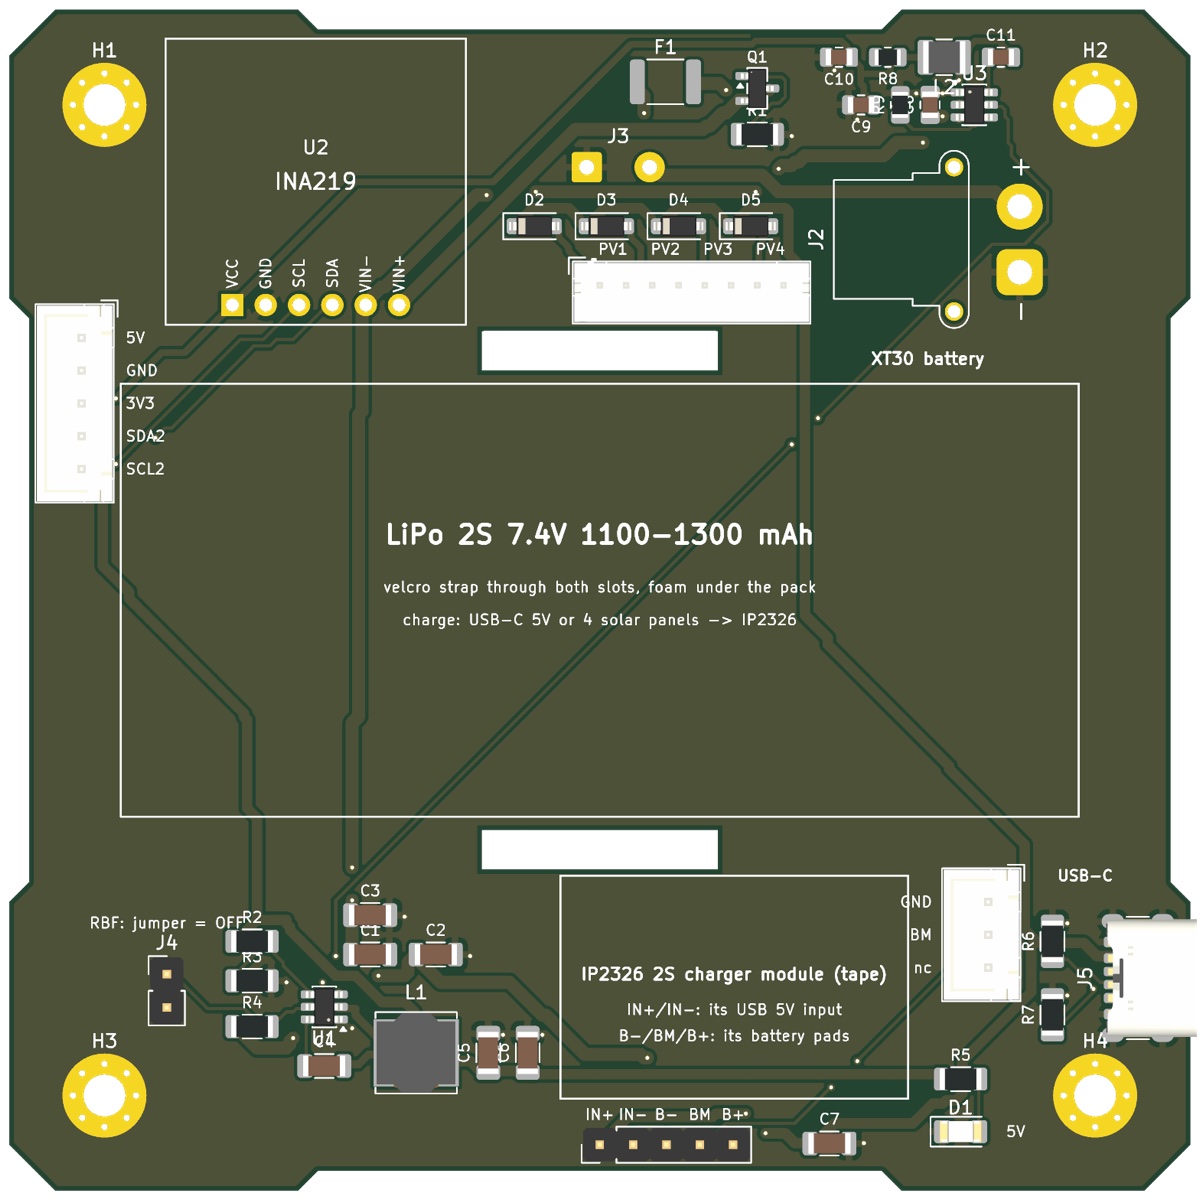 H1
F1
Q1
C11
H2
C10
R8
U3
L2
R1
C9
J3
U2
INA219
+
D2
D3
D4
D5
J2
PV1
PV2
PV3
PV4
VCC
GND
SCL
SDA
VIN-
VIN+
-
5V
GND
3V3
SDA2
SCL2
XT30 battery
LiPo 2S 7.4V 1100-1300 mAh
velcro strap through both slots, foam under the pack
charge: USB-C 5V or 4 solar panels -> IP2326
USB-C
C3
RBF: jumper = OFF
R2
C1
C2
GND
BM
nc
J4
R3
R6
J5
IP2326 2S charger module (tape)
R4
L1
IN+/IN-: its USB 5V input
R7
U1
C4
B-/BM/B+: its battery pads
H3
C5
C6
R5
H4
IN+ IN- B- BM B+
C7
D1
5V